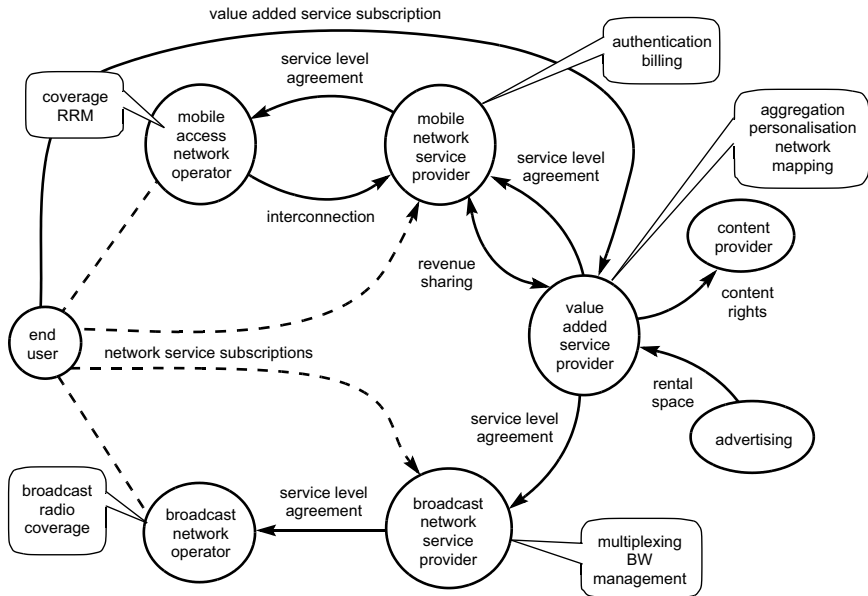 value added service subscription
service level
agreement
authentication
billing
coverage
RRM
mobile
access
network
operator
mobile
network
service
provider
aggregation
personalisation
network
mapping
service level
agreement
interconnection
content
provider
revenue
sharing
content
rights
value
added
service
provider
end
user
network service subscriptions
rental
space
advertising
service level
agreement
broadcast
radio
coverage
broadcast
network
operator
service level
agreement
broadcast
network
service
provider
multiplexing
BW
management